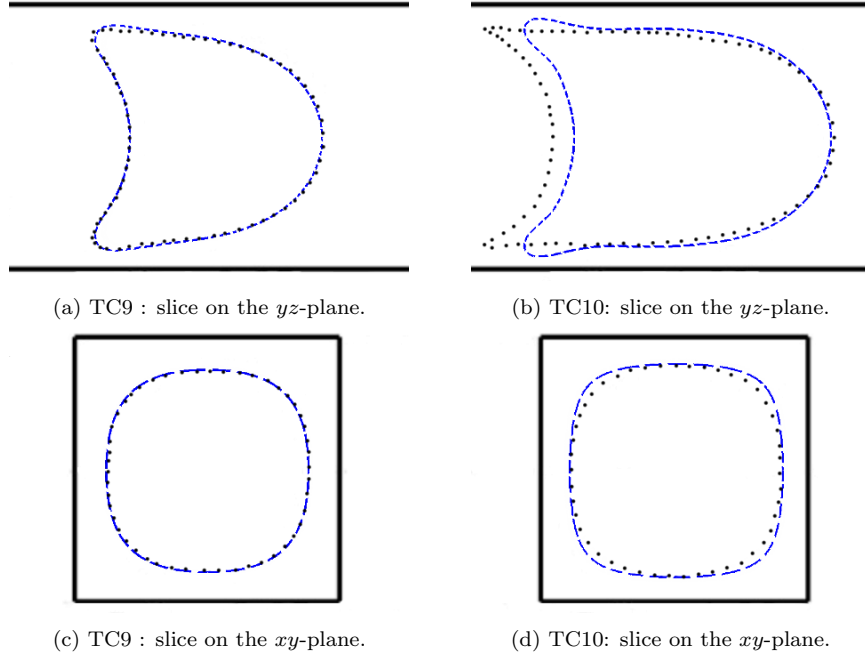 (a) TC9 : slice on the yz-plane.
(b) TC10: slice on the yz-plane.
(c) TC9 : slice on the xy-plane.
(d) TC10: slice on the xy-plane.